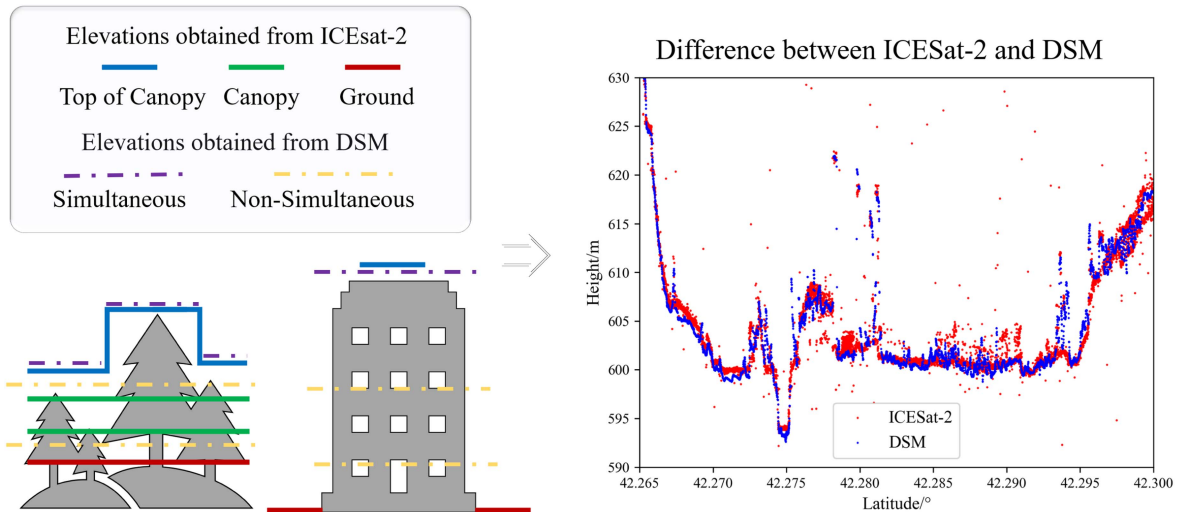 Elevations obtained from ICEsat-2
Top of Canopy Canopy Ground
Elevations obtained from DSM
Simultaneous Non-Simultaneous
Difference between ICESat-2 and DSM
Height/m
630
625
620
615
610
605
600
595
590
ICESat-2
DSM
42.265 42.270 42.275 42.280 42.285 42.290 42.295 42.300
Latitude/°